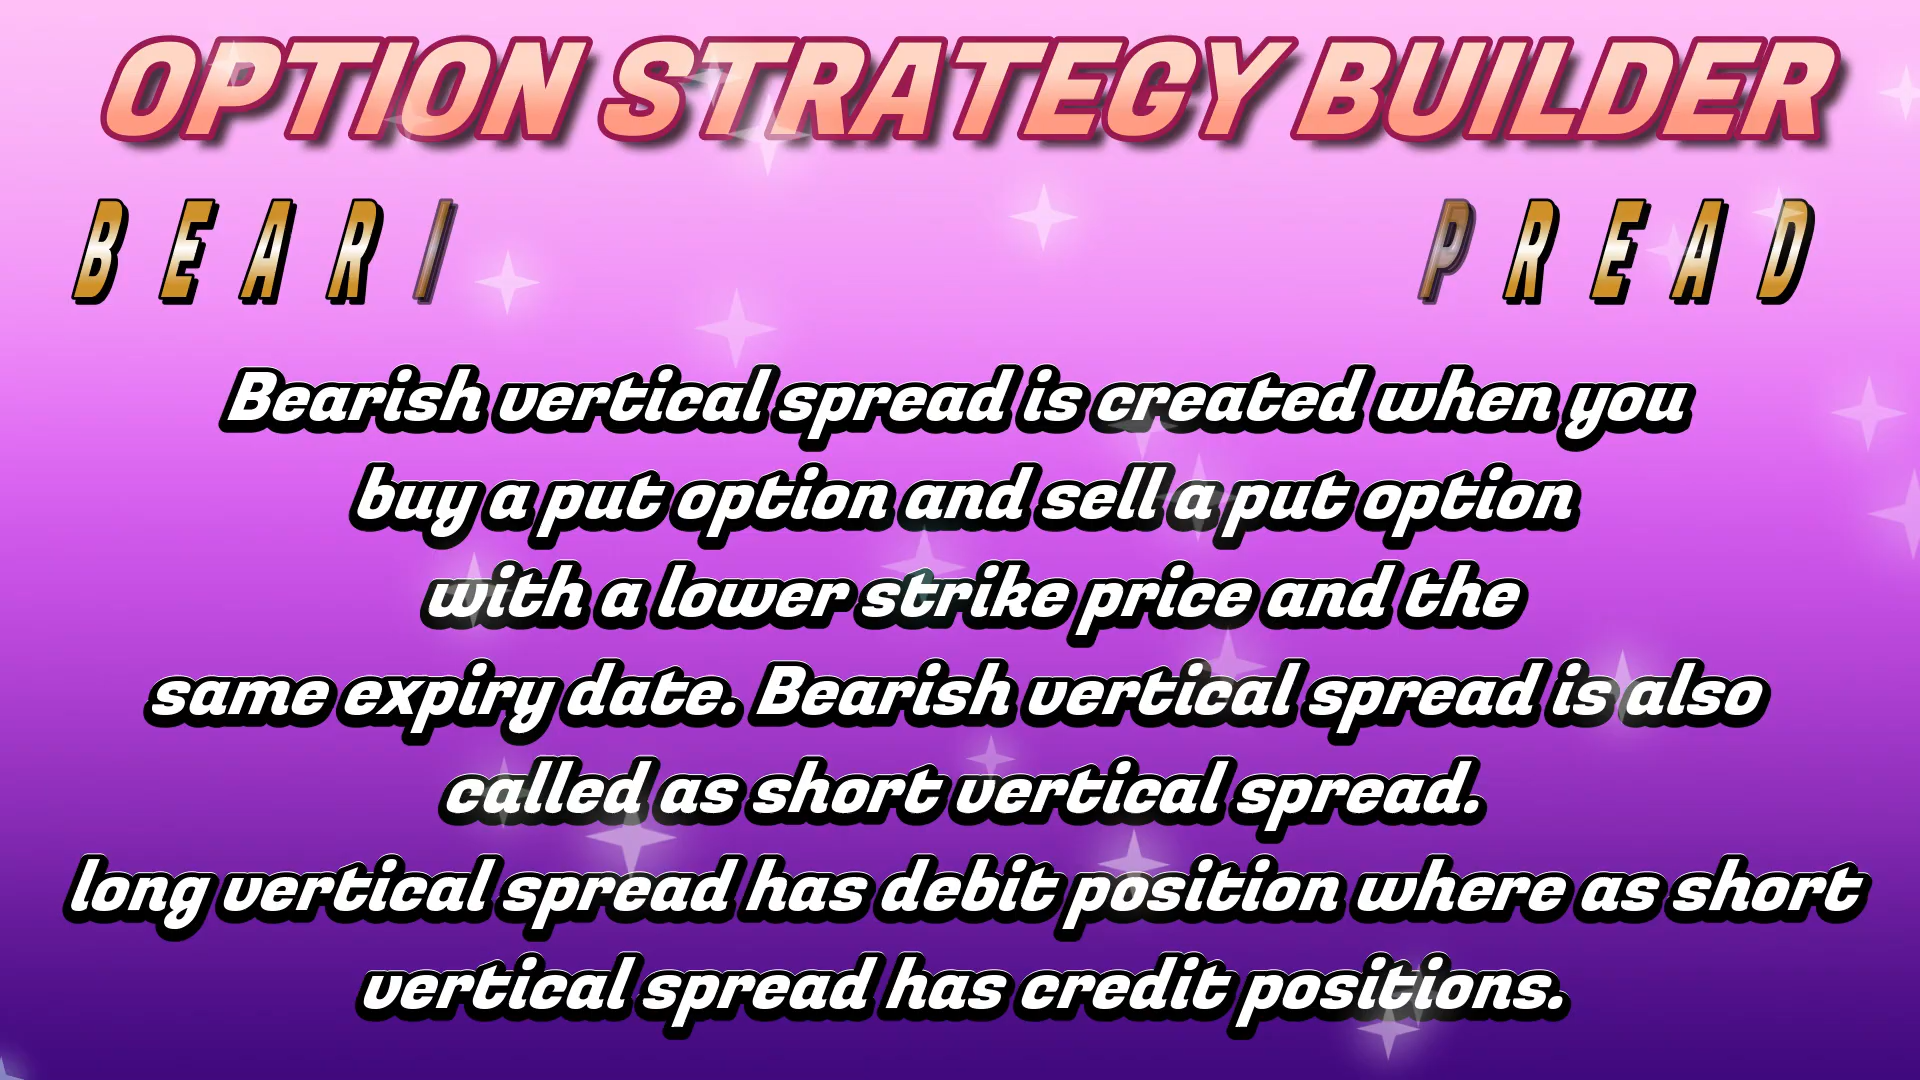 OPTION STRATEGY BUILDER
BEARI PREAD
Bearish vertical spread is created when you
buy a put option and sell a put option
with a lower strike price and the
same expiry date. Bearish vertical spread is also
called as short vertical spread.
long vertical spread has debit position where as short
vertical spread has credit positions.